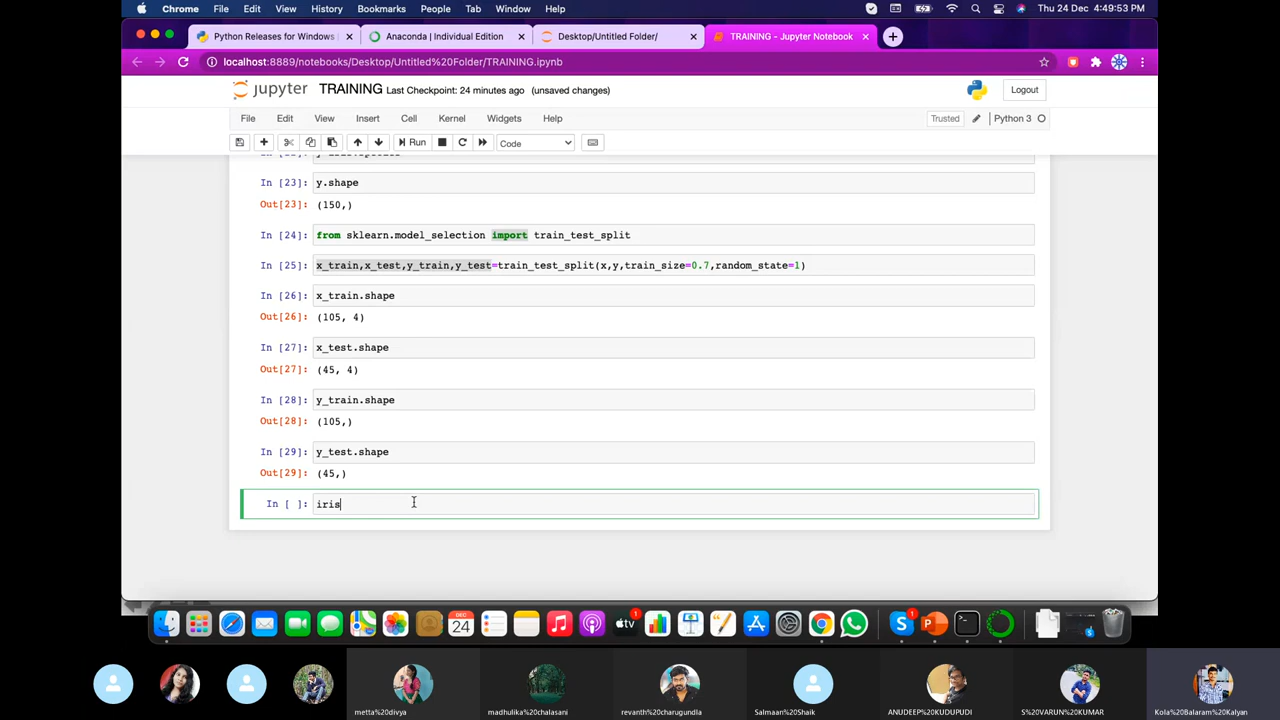 Chrome File Edit View History Bookmarks People Tab Window Help Thu 24 Dec 4:49:53 PM
Python Releases for Windows | Anaconda | Individual Edition Desktop/Untitled Folder/ TRAINING - Jupyter Notebook
localhost:8889/notebooks/Desktop/Untitled%20Folder/TRAINING.ipynb
jupyter TRAINING Last Checkpoint: 24 minutes ago (unsaved changes) Logout
File Edit View Insert Cell Kernel Widgets Help Trusted Python 3
Run Code
In [23]: y.shape
Out[23]: (150,)
In [24]: from sklearn.model_selection import train_test_split
In [25]: x_train,x_test,y_train,y_test=train_test_split(x,y,train_size=0.7,random_state=1)
In [26]: x_train.shape
Out[26]: (105, 4)
In [27]: x_test.shape
Out[27]: (45, 4)
In [28]: y_train.shape
Out[28]: (105,)
In [29]: y_test.shape
Out[29]: (45,)
In [ ]: iris
DEC
24
tv
1
1
metta%20divya madhulika%20chalasani revanth%20charugundla Salmaan%20Shaik ANUDEEP%20KUDUPUDI S%20VARUN%20KUMAR Kola%20Balaram%20Kalyan